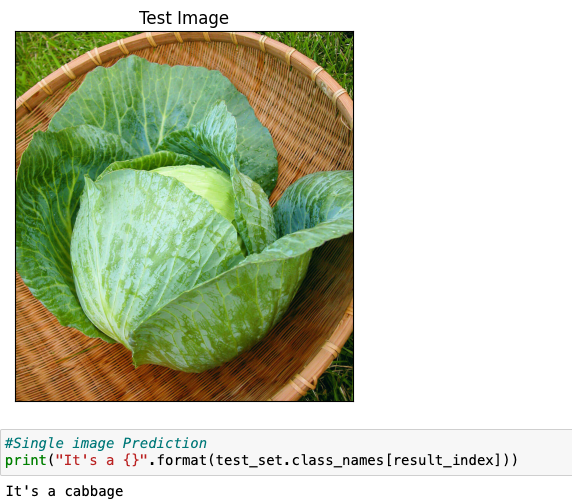 Test Image
#Single image Prediction
print("It's a {}".format(test_set.class_names[result_index]))
It's a cabbage